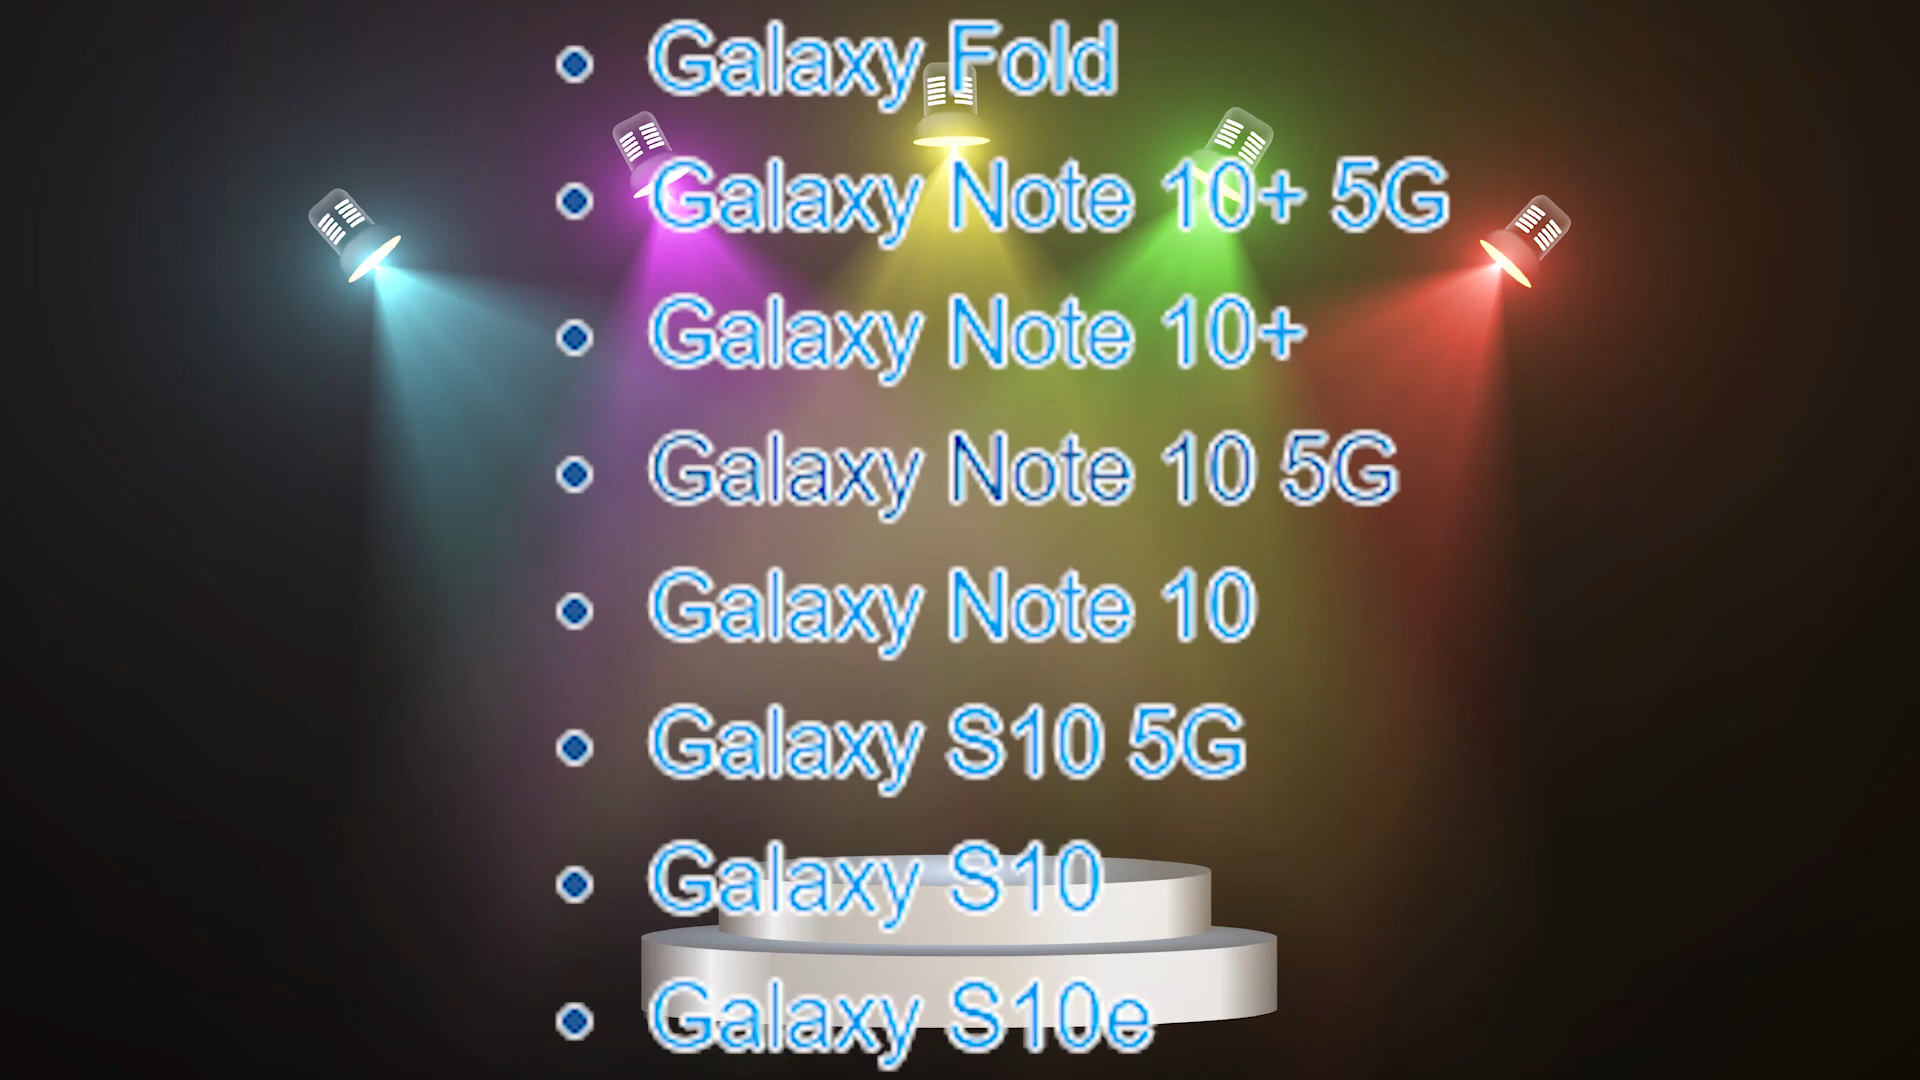 • Galaxy Fold
• Galaxy Note 10+ 5G
• Galaxy Note 10+
• Galaxy Note 10 5G
• Galaxy Note 10
• Galaxy S10 5G
• Galaxy S10
• Galaxy S10e